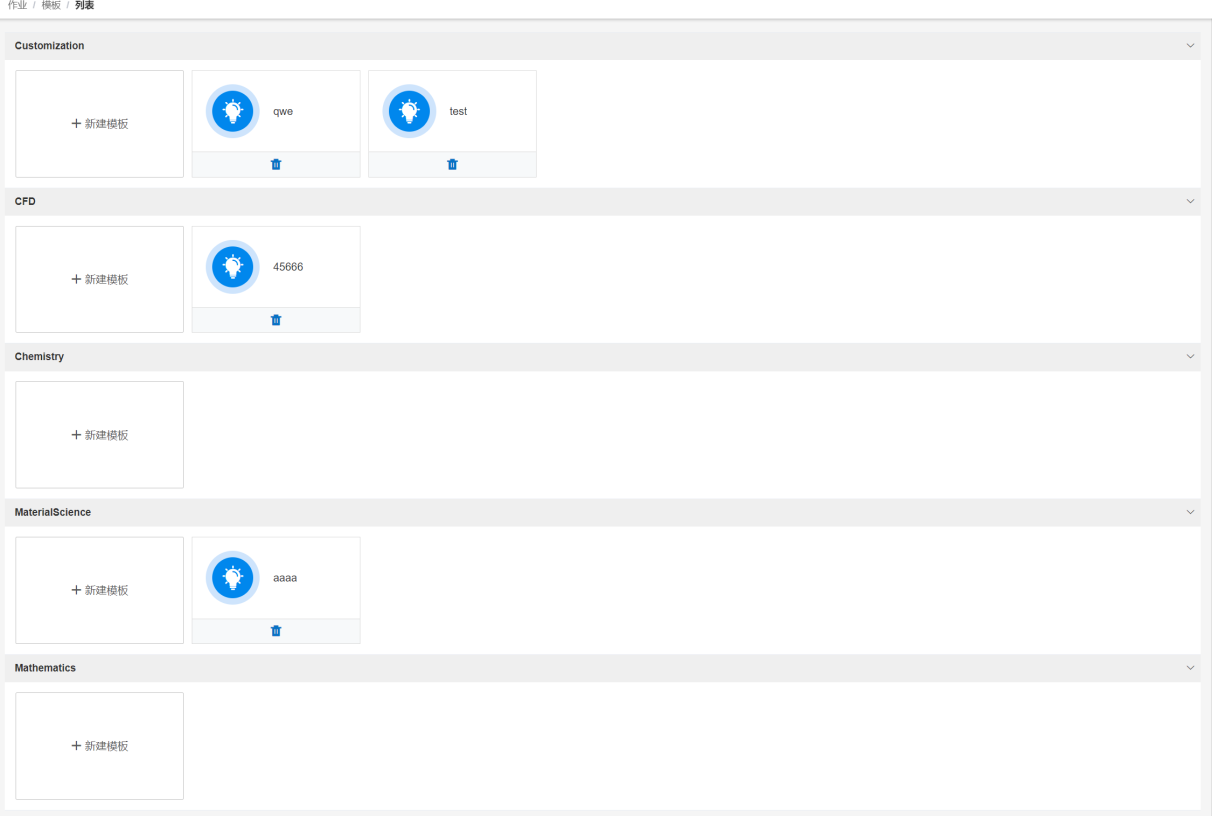 作业 / 模板 / 列表
Customization
新建模板
qwe
test
CFD
新建模板
45666
Chemistry
新建模板
MaterialScience
新建模板
aaaa
Mathematics
新建模板